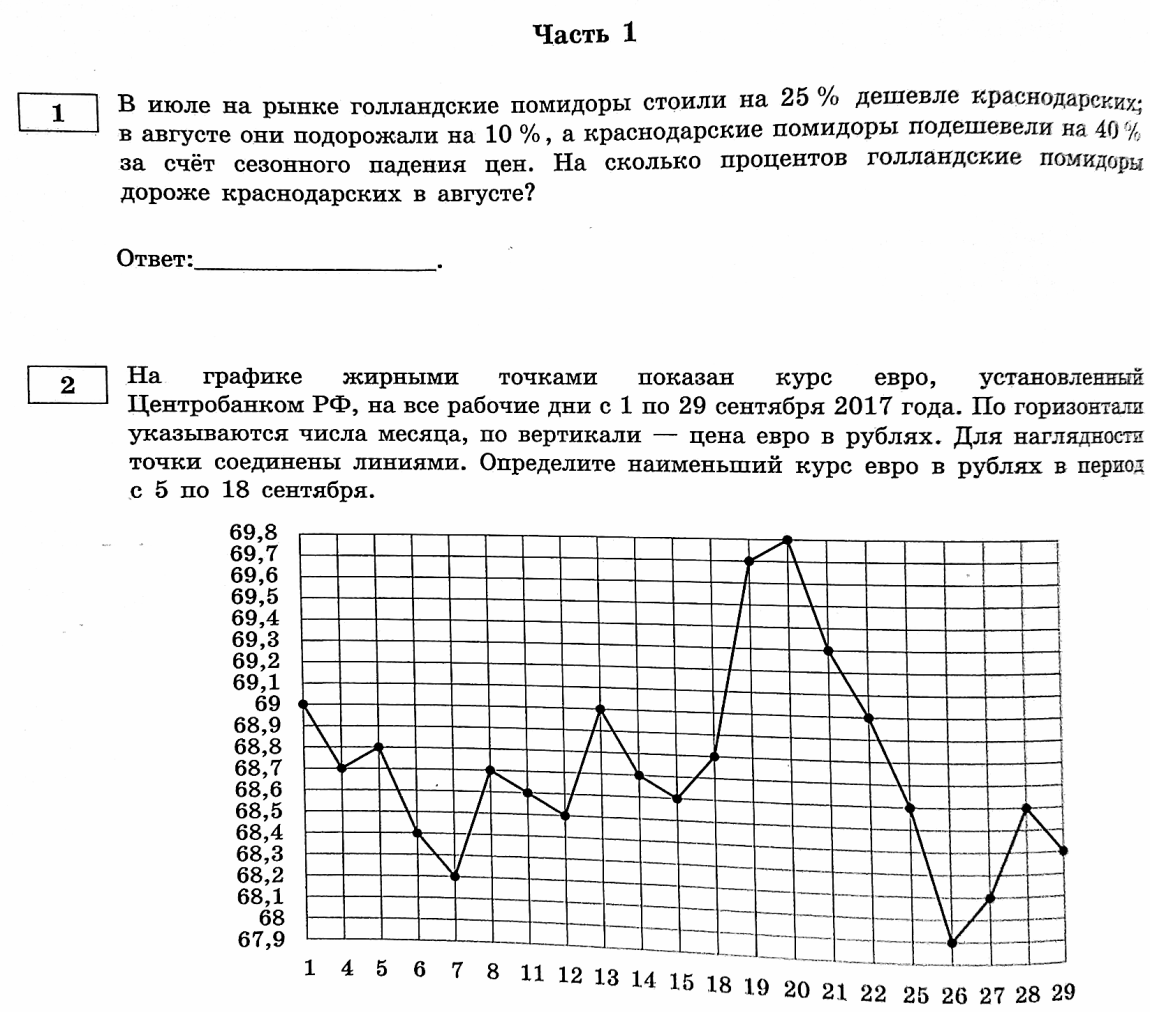 Часть 1
1
В июле на рынке голландские помидоры стоили на 25 % дешевле краснодарских;
в августе они подорожали на 10 %, а краснодарские помидоры подешевели на 40 %
за счёт сезонного падения цен. На сколько процентов голландские помидоры
дороже краснодарских в августе?
Ответ:____________________.
2
На графике жирными точками показан курс евро, установленный
Центробанком РФ, на все рабочие дни с 1 по 29 сентября 2017 года. По горизонтали
указываются числа месяца, по вертикали — цена евро в рублях. Для наглядности
точки соединены линиями. Определите наименьший курс евро в рублях в период
с 5 по 18 сентября.
69,8
69,7
69,6
69,5
69,4
69,3
69,2
69,1
69
68,9
68,8
68,7
68,6
68,5
68,4
68,3
68,2
68,1
68
67,9
1 4 5 6 7 8 11 12 13 14 15 18 19 20 21 22 25 26 27 28 29